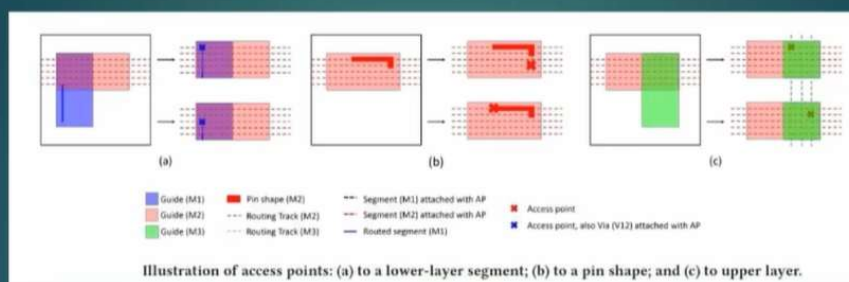 (a)
(b)
(c)
Guide (M1)
Guide (M2)
Guide (M3)
Pin shape (M2)
Routing Track (M2)
Routing Track (M3)
Segment (M1) attached with AP
Segment (M2) attached with AP
Routed segment (M1)
Access point
Access point, also Via (V12) attached with AP
Illustration of access points: (a) to a lower-layer segment; (b) to a pin shape; and (c) to upper layer.